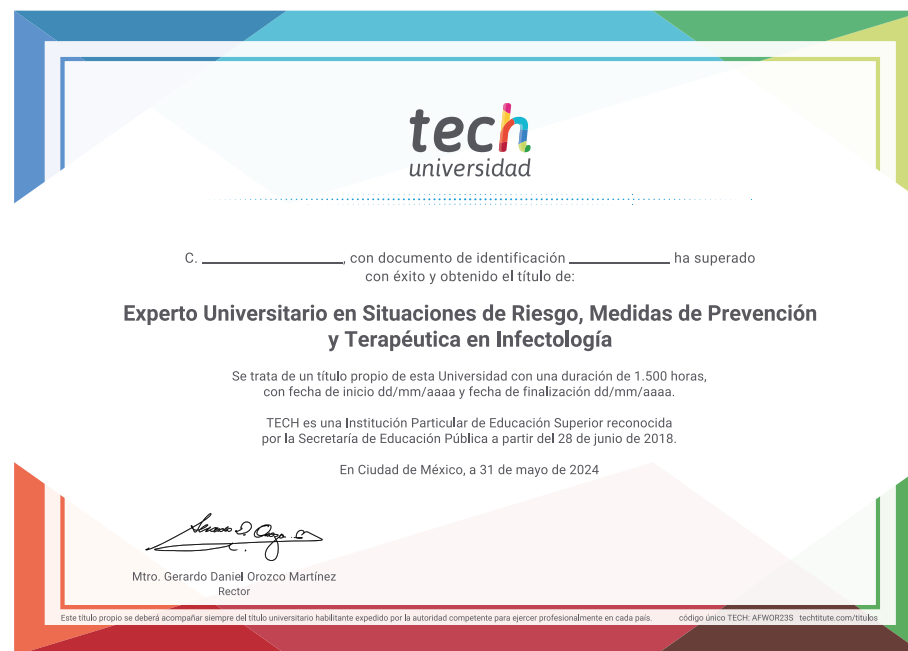 tech
universidad
C. ____________, con documento de identificación ____________ ha superado
con éxito y obtenido el título de:
Experto Universitario en Situaciones de Riesgo, Medidas de Prevención
y Terapéutica en Infectología
Se trata de un título propio de esta Universidad con una duración de 1.500 horas,
con fecha de inicio dd/mm/aaaa y fecha de finalización dd/mm/aaaa.
TECH es una Institución Particular de Educación Superior reconocida
por la Secretaría de Educación Pública a partir del 28 de junio de 2018.
En Ciudad de México, a 31 de mayo de 2024
Mtro. Gerardo Daniel Orozco Martínez
Rector
Este título propio se deberá acompañar siempre del título universitario habilitante expedido por la autoridad competente para ejercer profesionalmente en cada país. código único TECH: AFWOR23S techtitute.com/titulos